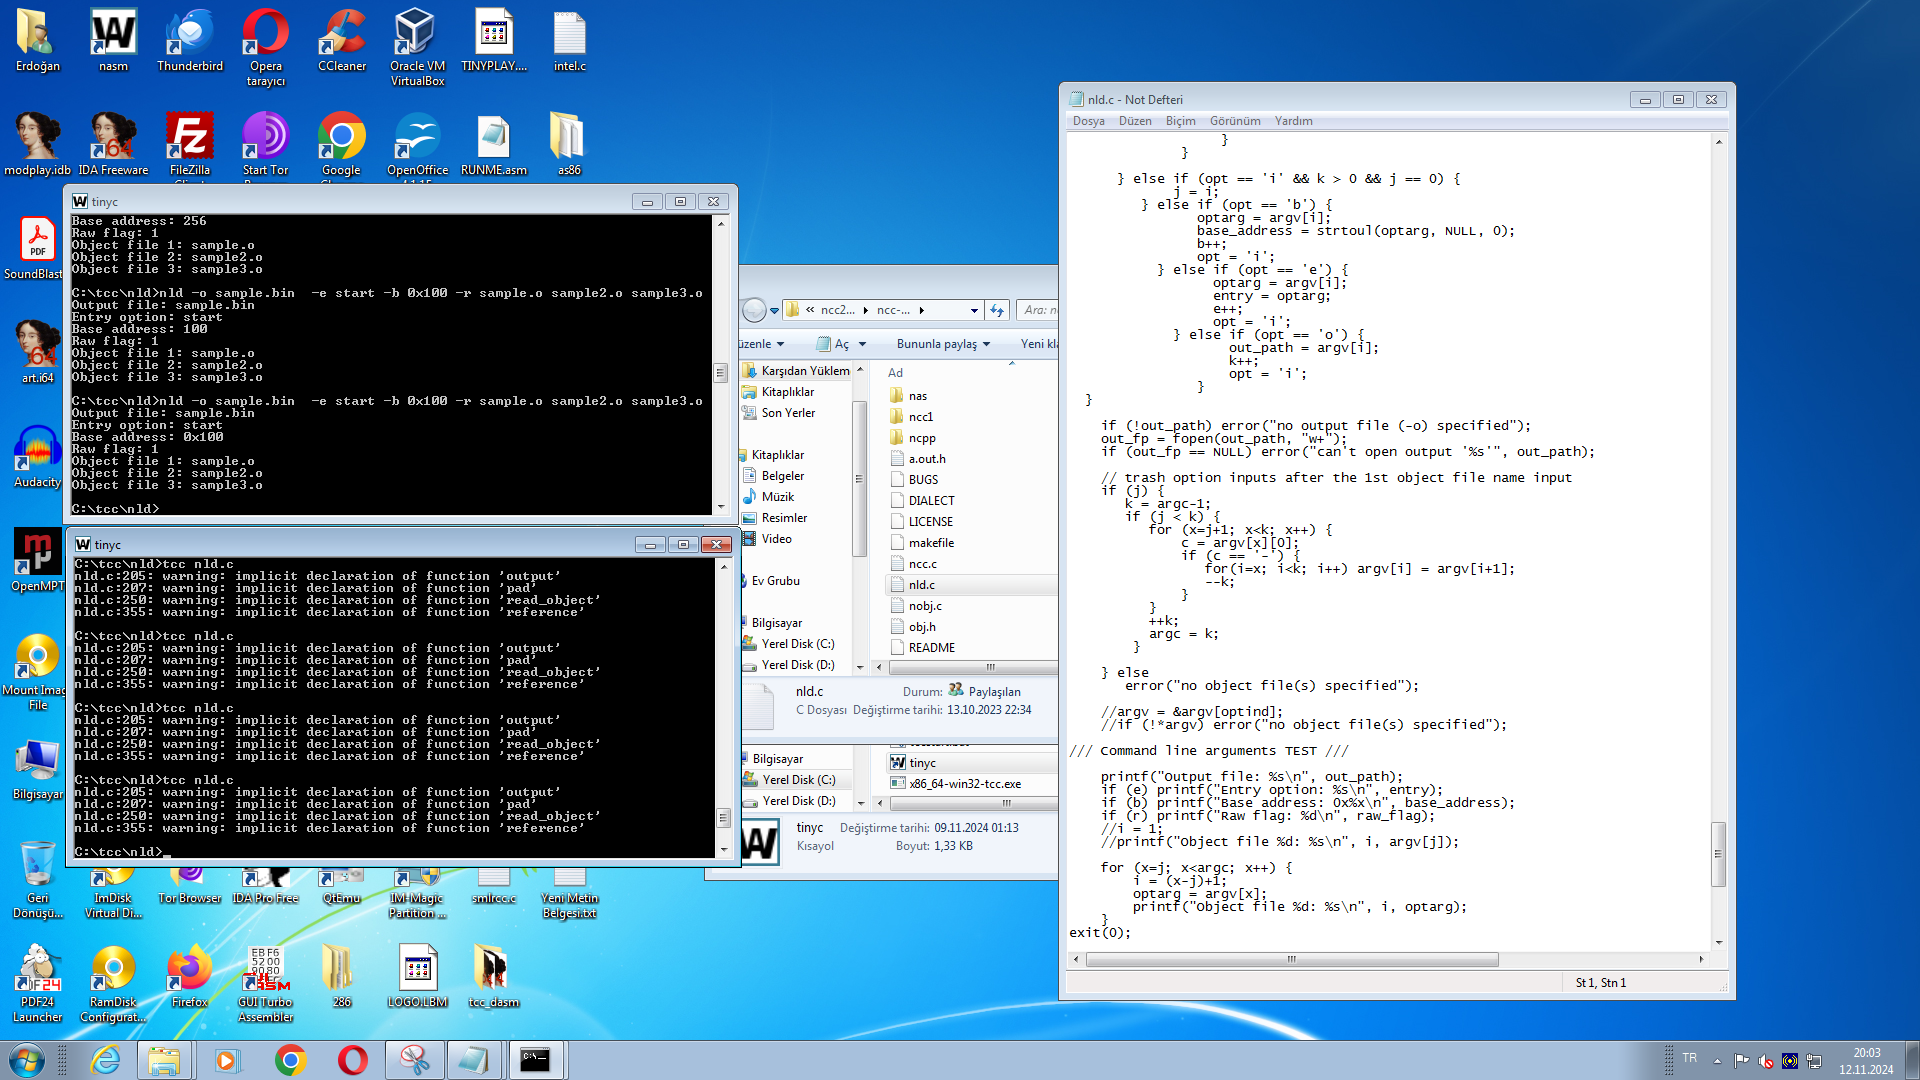 Erdoğan
nasm
Thunderbird
Opera
tarayıcı
CCleaner
Oracle VM
VirtualBox
TINYPLAY....
intel.c
modplay.idb
IDA Freeware
FileZilla
Start Tor
Google
OpenOffice
RUNME.asm
as86
SoundBlast
art.i64
Audacity
OpenMPT
Mount Imag
File
Bilgisayar
Geri
Dönüşü...
ImDisk
Virtual Di...
Tor Browser
IDA Pro Free
QtEmu
IM-Magic
Partition ...
smlrcc.c
Yeni Metin
Belgesi.txt
PDF24
Launcher
RamDisk
Configurat...
Firefox
GUI Turbo
Assembler
286
LOGO.LBM
tcc_dasm
tinyc
Base address: 256
Raw flag: 1
Object file 1: sample.o
Object file 2: sample2.o
Object file 3: sample3.o
C:\tcc\nld>nld -o sample.bin  -e start -b 0x100 -r sample.o sample2.o sample3.o
Output file: sample.bin
Entry option: start
Base address: 100
Raw flag: 1
Object file 1: sample.o
Object file 2: sample2.o
Object file 3: sample3.o
C:\tcc\nld>nld -o sample.bin  -e start -b 0x100 -r sample.o sample2.o sample3.o
Output file: sample.bin
Entry option: start
Base address: 0x100
Raw flag: 1
Object file 1: sample.o
Object file 2: sample2.o
Object file 3: sample3.o
C:\tcc\nld>
tinyc
C:\tcc\nld>tcc nld.c
nld.c:205: warning: implicit declaration of function 'output'
nld.c:207: warning: implicit declaration of function 'pad'
nld.c:250: warning: implicit declaration of function 'read_object'
nld.c:355: warning: implicit declaration of function 'reference'
C:\tcc\nld>tcc nld.c
nld.c:205: warning: implicit declaration of function 'output'
nld.c:207: warning: implicit declaration of function 'pad'
nld.c:250: warning: implicit declaration of function 'read_object'
nld.c:355: warning: implicit declaration of function 'reference'
C:\tcc\nld>tcc nld.c
nld.c:205: warning: implicit declaration of function 'output'
nld.c:207: warning: implicit declaration of function 'pad'
nld.c:250: warning: implicit declaration of function 'read_object'
nld.c:355: warning: implicit declaration of function 'reference'
C:\tcc\nld>tcc nld.c
nld.c:205: warning: implicit declaration of function 'output'
nld.c:207: warning: implicit declaration of function 'pad'
nld.c:250: warning: implicit declaration of function 'read_object'
nld.c:355: warning: implicit declaration of function 'reference'
C:\tcc\nld>_
« ncc2... ncc-... Ara: n
üzenle Aç Bununla paylaş Yeni kla
Karşıdan Yüklem
Kitaplıklar
Son Yerler
Kitaplıklar
Belgeler
Müzik
Resimler
Video
Ev Grubu
Bilgisayar
Yerel Disk (C:)
Yerel Disk (D:)
Ad
nas
ncc1
ncpp
a.out.h
BUGS
DIALECT
LICENSE
makefile
ncc.c
nld.c
nobj.c
obj.h
README
nld.c Durum: Paylaşılan
C Dosyası Değiştirme tarihi: 13.10.2023 22:34
Bilgisayar
Yerel Disk (C:)
Yerel Disk (D:)
tinyc
x86_64-win32-tcc.exe
tinyc Değiştirme tarihi: 09.11.2024 01:13
Kısayol Boyut: 1,33 KB
nld.c - Not Defteri
Dosya Düzen Biçim Görünüm Yardım
}
}
} else if (opt == 'i' && k > 0 && j == 0) {
j = i;
} else if (opt == 'b') {
optarg = argv[i];
base_address = strtoul(optarg, NULL, 0);
b++;
opt = 'i';
} else if (opt == 'e') {
optarg = argv[i];
entry = optarg;
e++;
opt = 'i';
} else if (opt == 'o') {
out_path = argv[i];
k++;
opt = 'i';
}
}
if (!out_path) error("no output file (-o) specified");
out_fp = fopen(out_path, "w+");
if (out_fp == NULL) error("can't open output '%s'", out_path);
// trash option inputs after the 1st object file name input
if (j) {
k = argc-1;
if (j < k) {
for (x=j+1; x<k; x++) {
c = argv[x][0];
if (c == '-') {
for(i=x; i<k; i++) argv[i] = argv[i+1];
--k;
}
}
++k;
argc = k;
}
} else
error("no object file(s) specified");
//argv = &argv[optind];
//if (!*argv) error("no object file(s) specified");
/// Command line arguments TEST ///
printf("Output file: %s\n", out_path);
if (e) printf("Entry option: %s\n", entry);
if (b) printf("Base address: 0x%x\n", base_address);
if (r) printf("Raw flag: %d\n", raw_flag);
//i = 1;
//printf("Object file %d: %s\n", i, argv[j]);
for (x=j; x<argc; x++) {
i = (x-j)+1;
optarg = argv[x];
printf("Object file %d: %s\n", i, optarg);
}
exit(0);
St 1, Stn 1
TR
20:03
12.11.2024